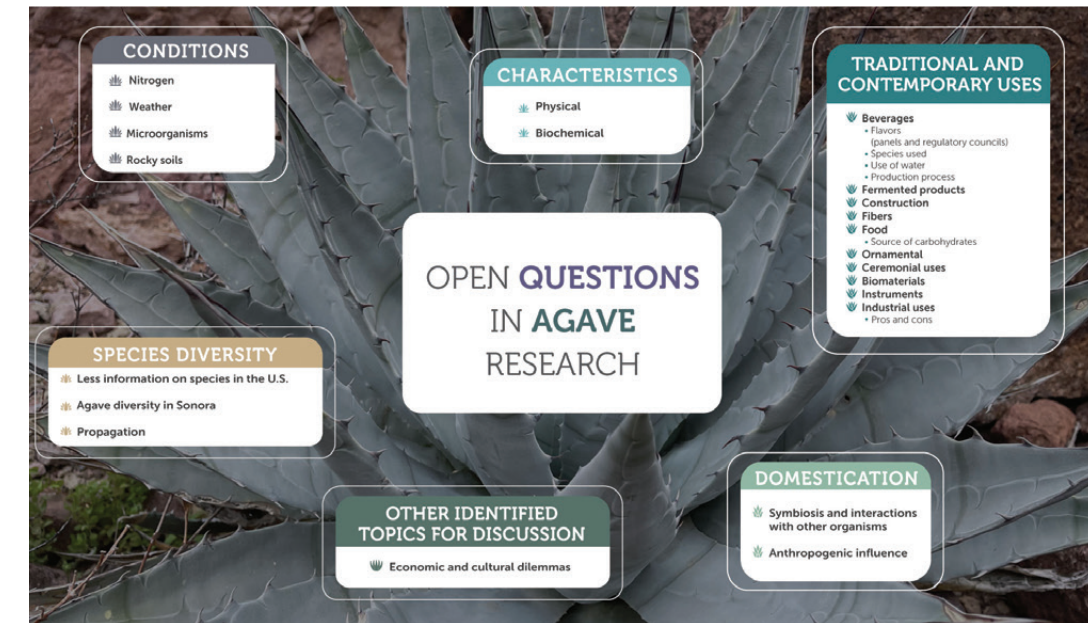 CONDITIONS
Nitrogen
Weather
Microorganisms
Rocky soils
CHARACTERISTICS
Physical
Biochemical
TRADITIONAL AND
CONTEMPORARY USES
Beverages
• Flavors
(panels and regulatory councils)
• Species used
• Use of water
• Production process
Fermented products
Construction
Fibers
Food
• Source of carbohydrates
Ornamental
Ceremonial uses
Biomaterials
Instruments
Industrial uses
• Pros and cons
OPEN QUESTIONS
IN AGAVE
RESEARCH
SPECIES DIVERSITY
Less information on species in the U.S.
Agave diversity in Sonora
Propagation
OTHER IDENTIFIED
TOPICS FOR DISCUSSION
Economic and cultural dilemmas
DOMESTICATION
Symbiosis and interactions
with other organisms
Anthropogenic influence